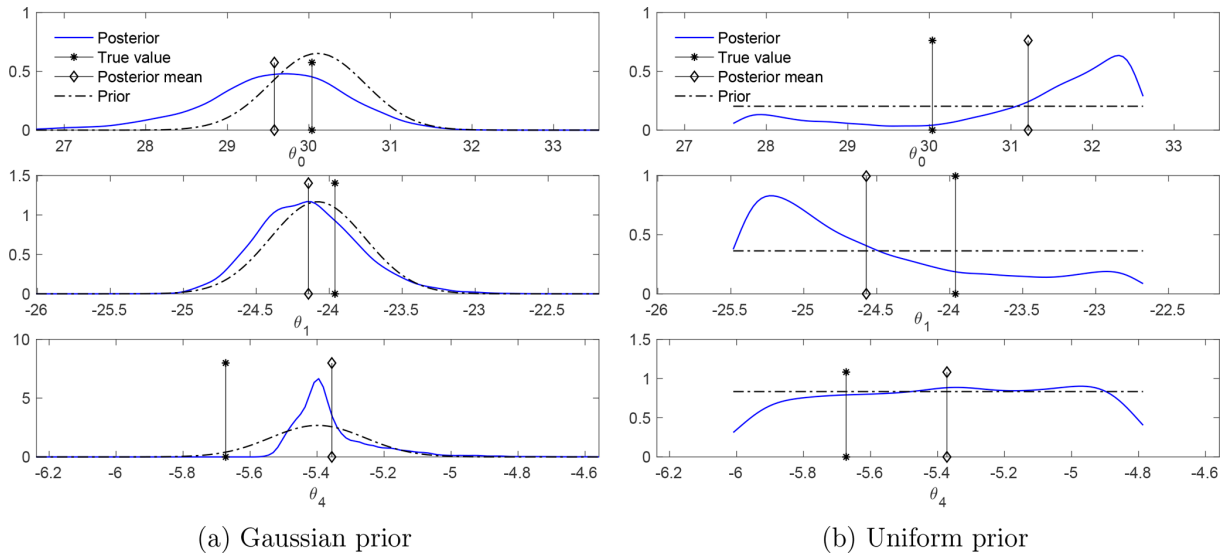 1
Posterior
True value
Posterior mean
Prior
0.5
0
27 28 29 30 31 32 33
θ0
1.5
1
0.5
0
-26 -25.5 -25 -24.5 -24 -23.5 -23 -22.5
θ1
10
5
0
-6.2 -6 -5.8 -5.6 -5.4 -5.2 -5 -4.8 -4.6
θ4
(a) Gaussian prior
1
Posterior
True value
Posterior mean
Prior
0.5
0
27 28 29 30 31 32 33
θ0
1
0.5
0
-26 -25.5 -25 -24.5 -24 -23.5 -23 -22.5
θ1
1.5
1
0.5
0
-6.2 -6 -5.8 -5.6 -5.4 -5.2 -5 -4.8 -4.6
θ4
(b) Uniform prior